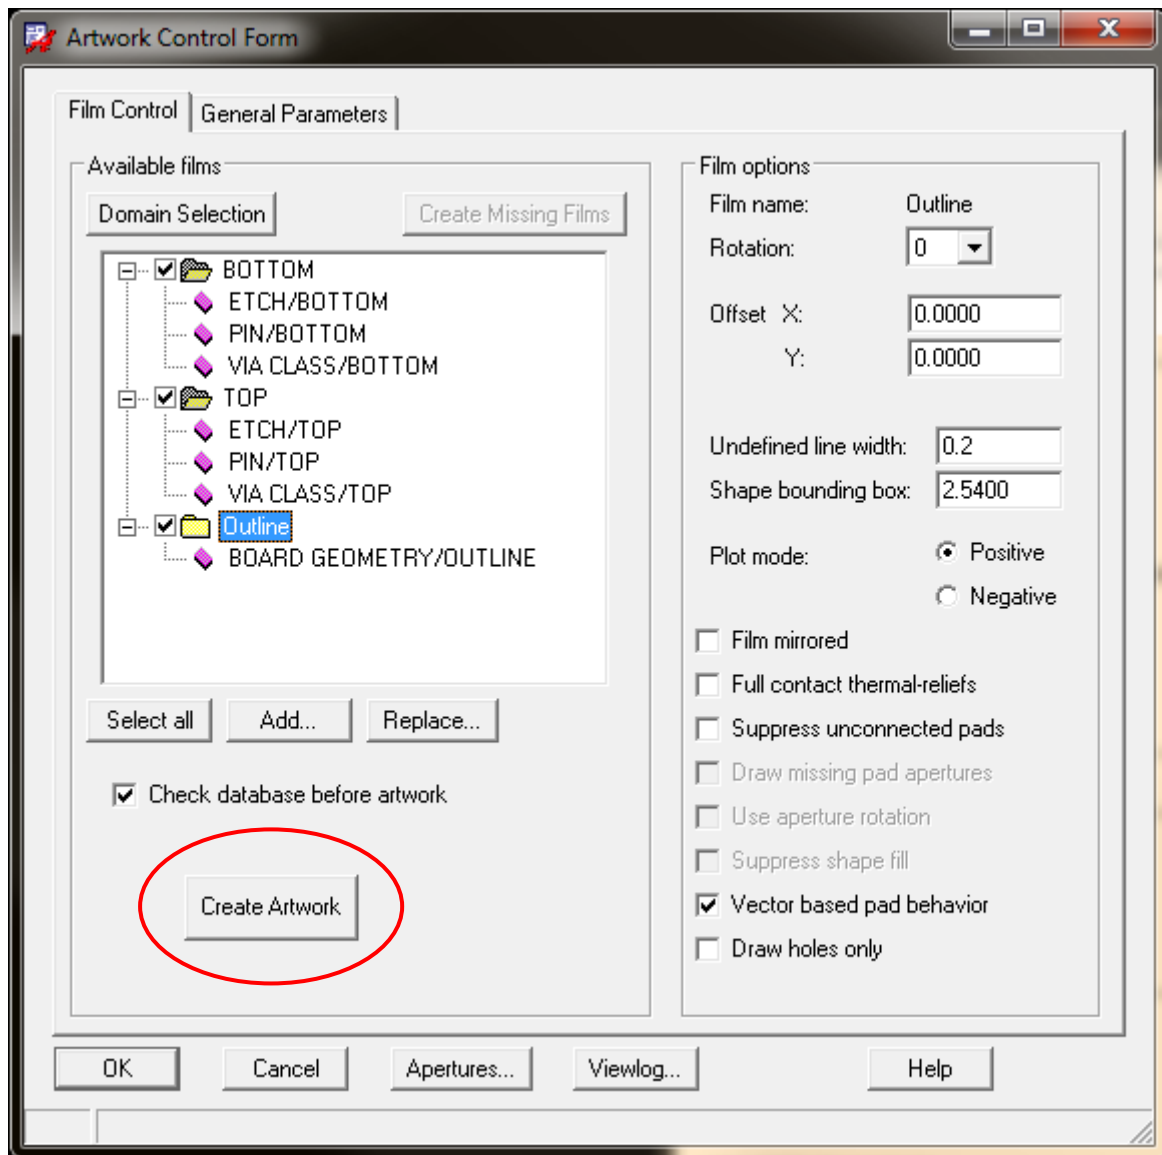 Artwork Control Form
Film Control
General Parameters
Available films
Domain Selection
Create Missing Films
BOTTOM
ETCH/BOTTOM
PIN/BOTTOM
VIA CLASS/BOTTOM
TOP
ETCH/TOP
PIN/TOP
VIA CLASS/TOP
Outline
BOARD GEOMETRY/OUTLINE
Select all
Add...
Replace...
Check database before artwork
Create Artwork
Film options
Film name: Outline
Rotation: 0
Offset X: 0.0000
Y: 0.0000
Undefined line width: 0.2
Shape bounding box: 2.5400
Plot mode: Positive
Negative
Film mirrored
Full contact thermal-reliefs
Suppress unconnected pads
Draw missing pad apertures
Use aperture rotation
Suppress shape fill
Vector based pad behavior
Draw holes only
OK
Cancel
Apertures...
Viewlog...
Help